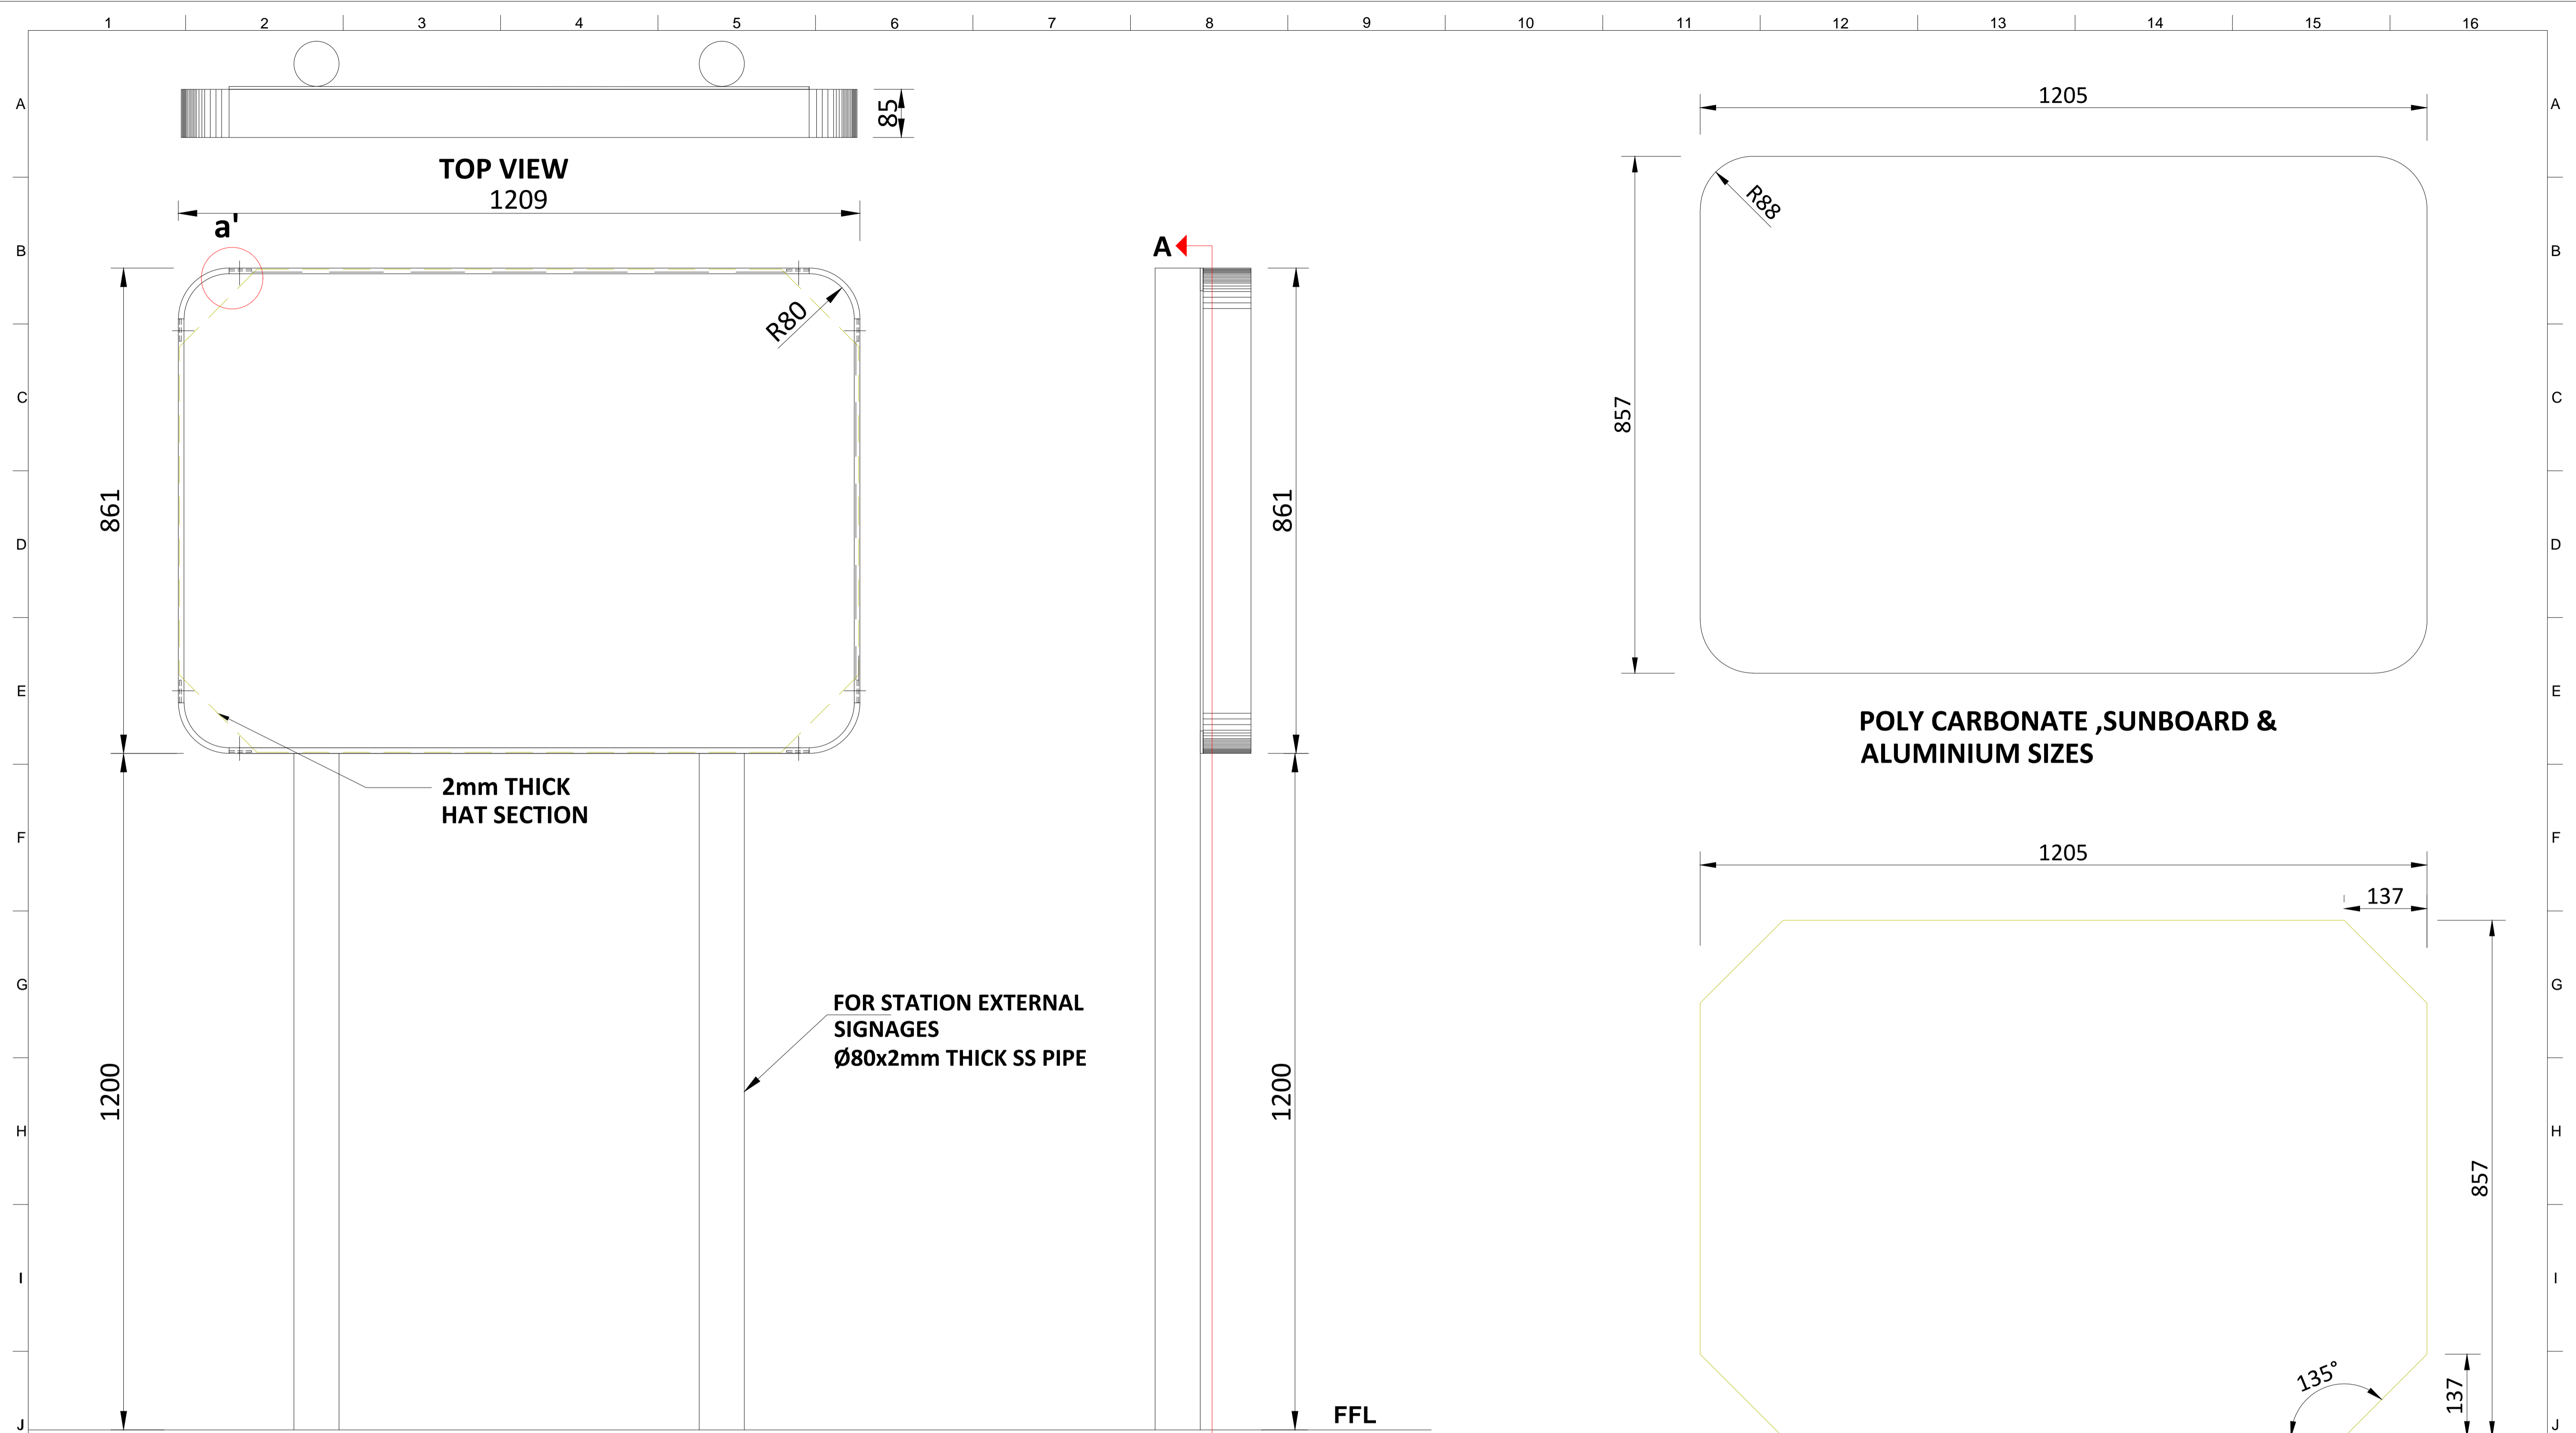 1 2 3 4 5 6 7 8 9 10 11 12 13 14 15 16
A A
85
1205
TOP VIEW
1209
R88
a'
B A B
R80
C 857 C
861 861
D D
E E
POLY CARBONATE ,SUNBOARD &
ALUMINIUM SIZES
2mm THICK
HAT SECTION
F F
1205
137
G G
FOR STATION EXTERNAL
SIGNAGES
Ø80x2mm THICK SS PIPE
1200 1200
H H
857
I I
135°
137
FFL
J J